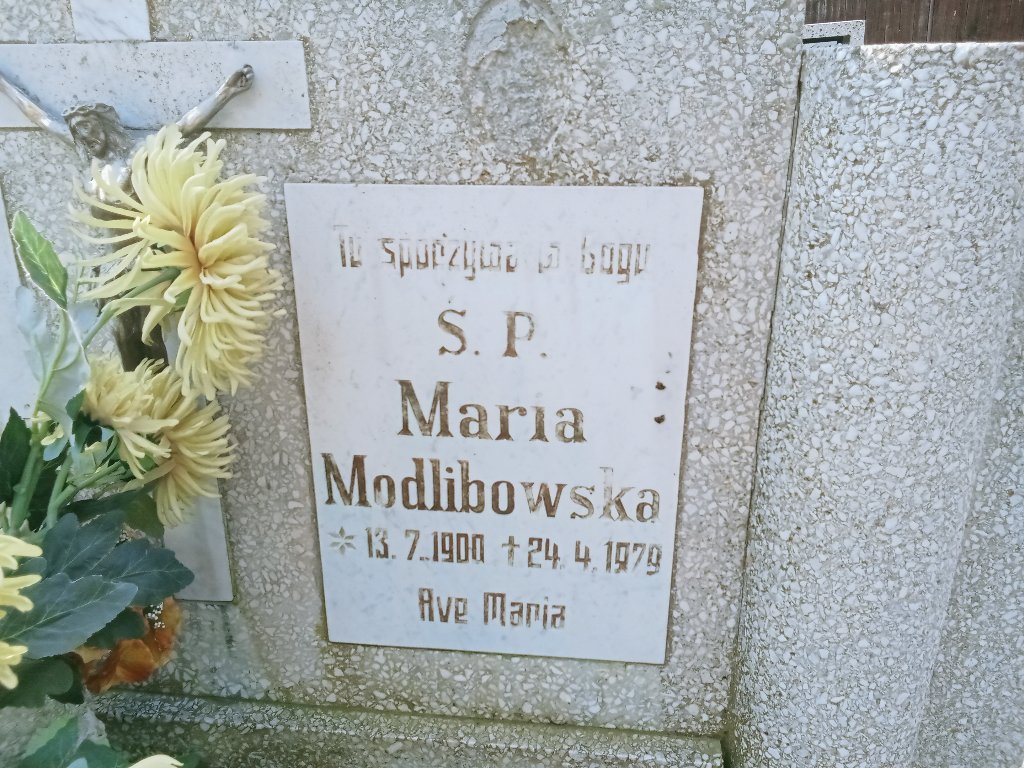 Tu spoczywa w Bogu
Ś. P.
Maria
Modlibowska
* 13. 7. 1900 † 24. 4. 1979
Ave Maria